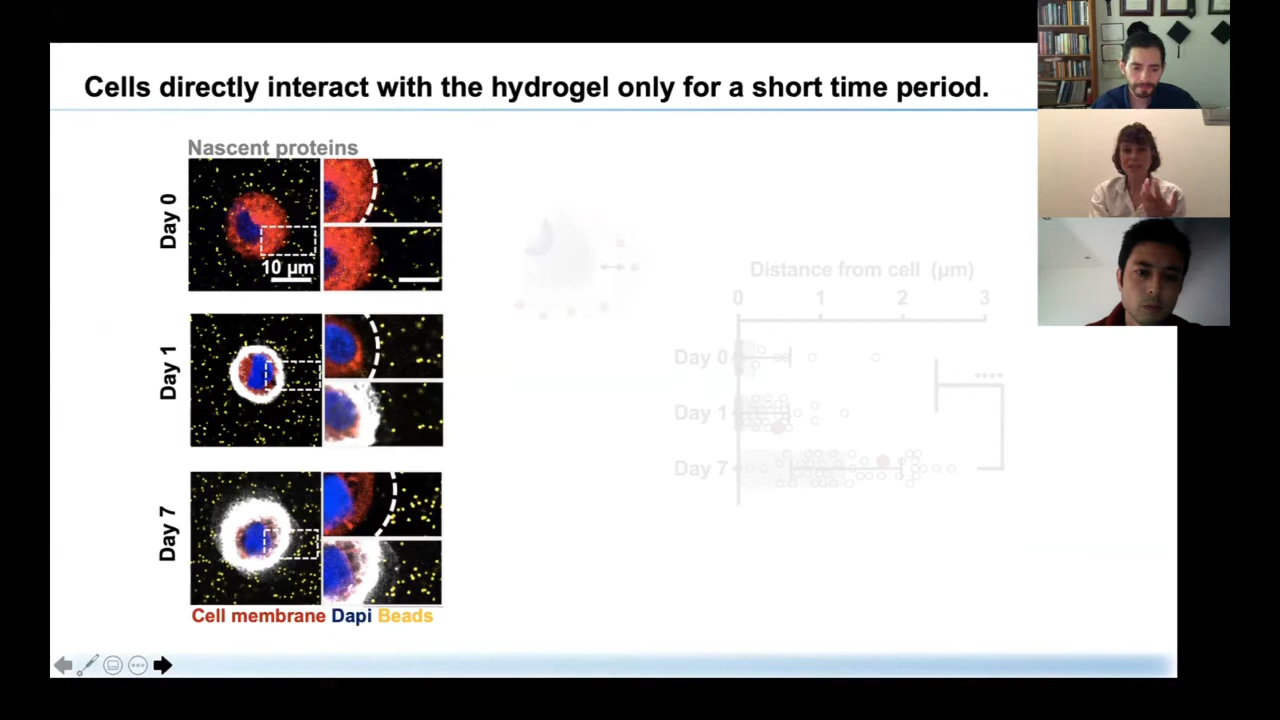 Cells directly interact with the hydrogel only for a short time period.
Nascent proteins
Day 0
10 µm
Day 1
Day 7
Cell membrane Dapi Beads
Distance from cell (µm)
0 1 2 3
Day 0
Day 1
Day 7
****